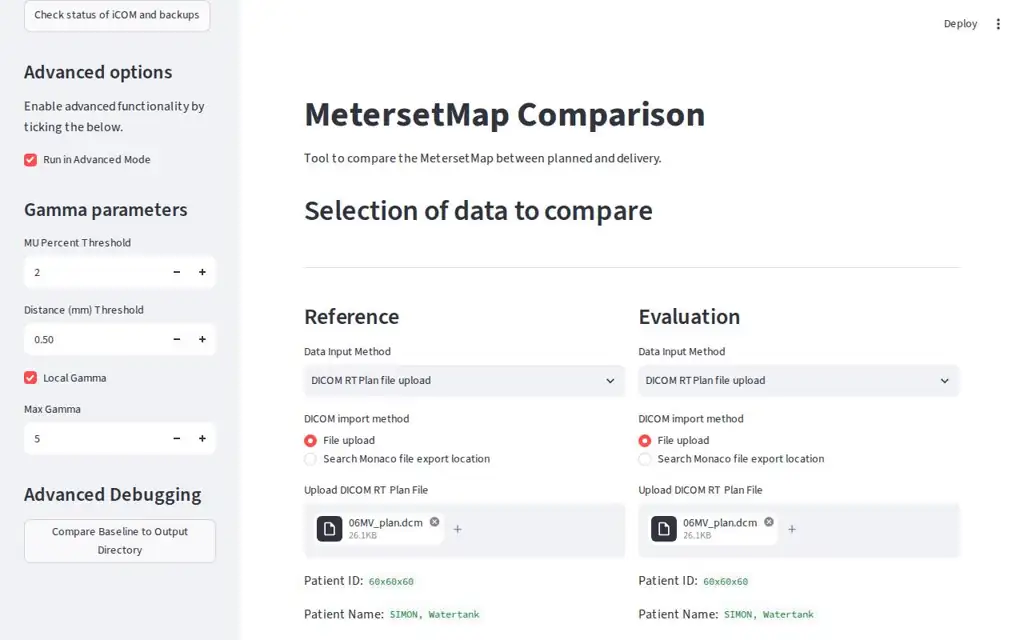 Check status of iCOM and backups
Advanced options
Enable advanced functionality by
ticking the below.
Run in Advanced Mode
Gamma parameters
MU Percent Threshold
2
Distance (mm) Threshold
0.50
Local Gamma
Max Gamma
5
Advanced Debugging
Compare Baseline to Output
Directory
Deploy
MetersetMap Comparison
Tool to compare the MetersetMap between planned and delivery.
Selection of data to compare
Reference
Data Input Method
DICOM RTPlan file upload
DICOM import method
File upload
Search Monaco file export location
Upload DICOM RT Plan File
06MV_plan.dcm
26.1KB
Patient ID: 60x60x60
Patient Name: SIMON, Watertank
Evaluation
Data Input Method
DICOM RTPlan file upload
DICOM import method
File upload
Search Monaco file export location
Upload DICOM RT Plan File
06MV_plan.dcm
26.1KB
Patient ID: 60x60x60
Patient Name: SIMON, Watertank